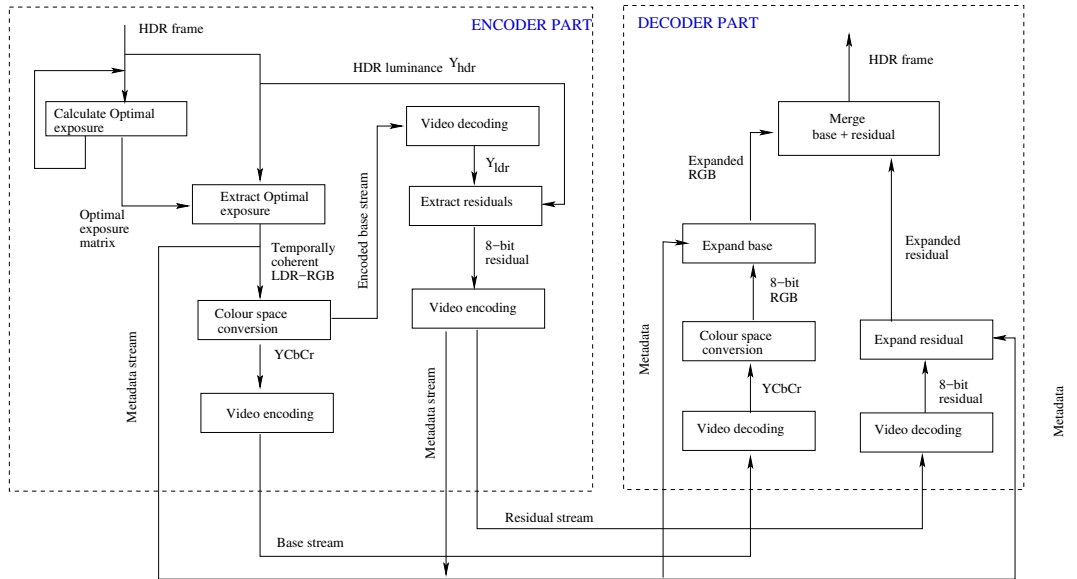 HDR frame
ENCODER PART
HDR luminance Yhdr
Calculate Optimal
exposure
Video decoding
Yldr
Extract Optimal
exposure
Extract residuals
Optimal
exposure
matrix
Encoded base stream
Temporally
coherent
LDR−RGB
8−bit
residual
Colour space
conversion
Video encoding
YCbCr
Video encoding
Metadata stream
Metadata stream
Base stream
Residual stream
DECODER PART
HDR frame
Merge
base + residual
Expanded
RGB
Expand base
Expanded
residual
8−bit
RGB
Colour space
conversion
Expand residual
Metadata
YCbCr
8−bit
residual
Video decoding
Video decoding
Metadata